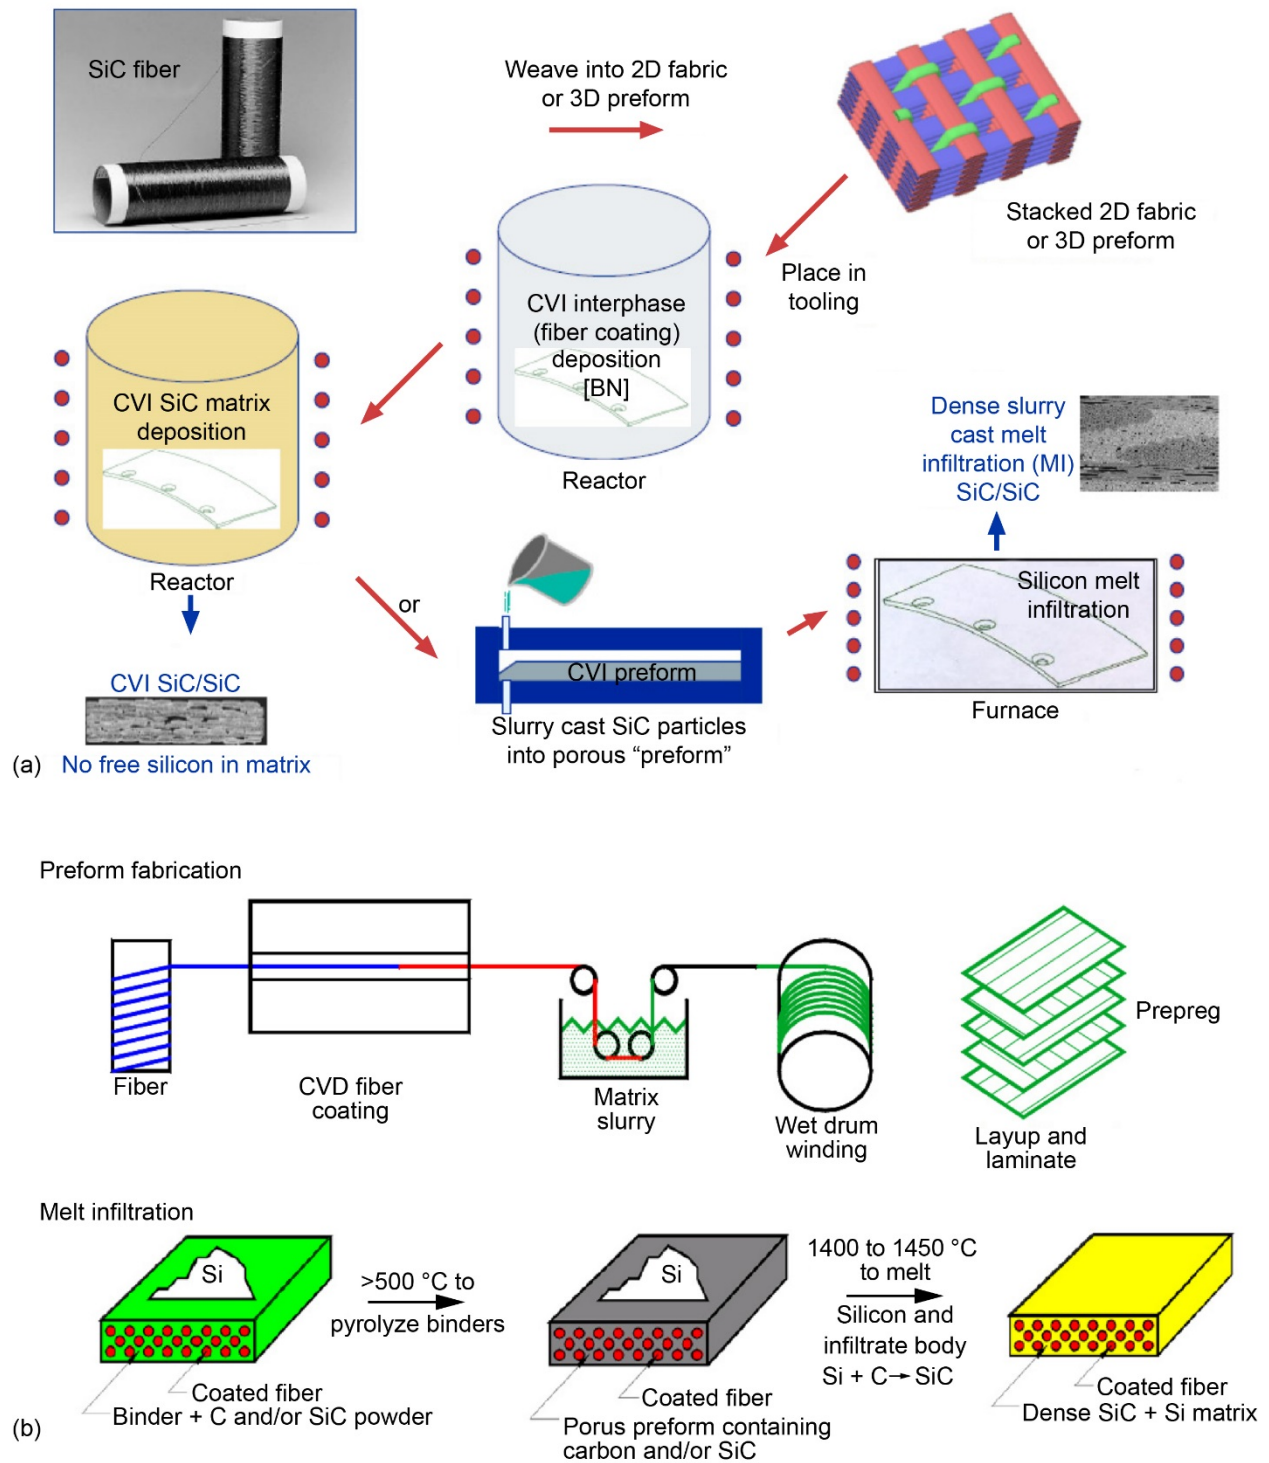 SiC fiber
Weave into 2D fabric
or 3D preform
Stacked 2D fabric
or 3D preform
Place in
tooling
CVI interphase
(fiber coating)
deposition
[BN]
Reactor
CVI SiC matrix
deposition
Reactor
CVI SiC/SiC
No free silicon in matrix
or
CVI preform
Slurry cast SiC particles
into porous “preform”
Silicon melt
infiltration
Furnace
Dense slurry
cast melt
infiltration (MI)
SiC/SiC
(a)
Preform fabrication
Fiber
CVD fiber
coating
Matrix
slurry
Wet drum
winding
Prepreg
Layup and
laminate
Melt infiltration
Si
Coated fiber
Binder + C and/or SiC powder
>500 °C to
pyrolyze binders
Si
Coated fiber
Porus preform containing
carbon and/or SiC
1400 to 1450 °C
to melt
Silicon and
infiltrate body
Si + C→SiC
Coated fiber
Dense SiC + Si matrix
(b)